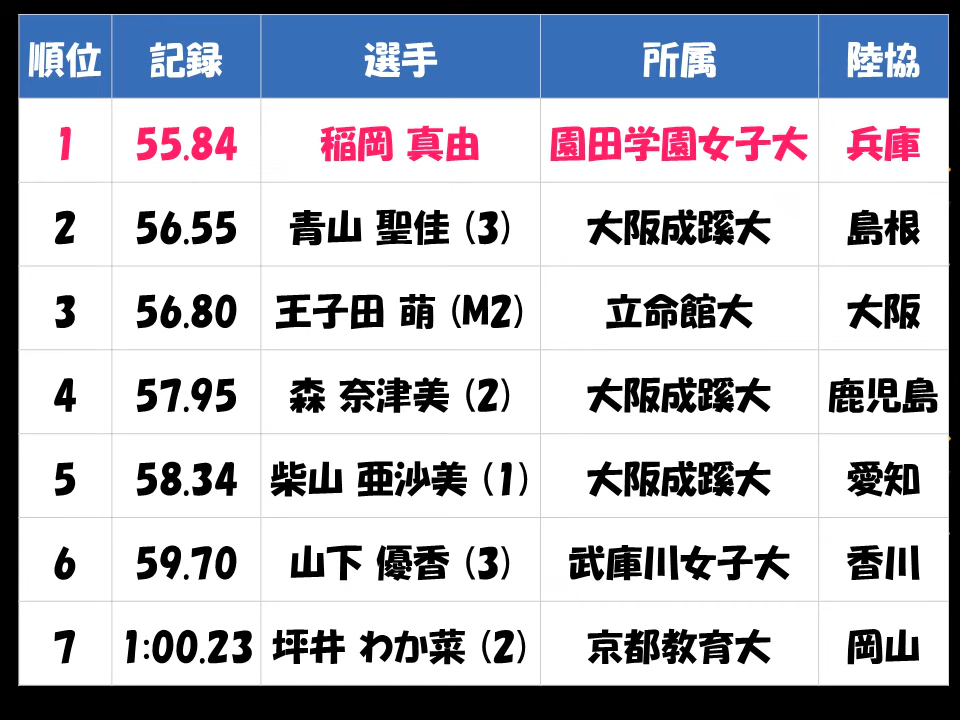 順位 記録 選手 所属 陸協
1 55.84 稲岡 真由 園田学園女子大 兵庫
2 56.55 青山 聖佳 (3) 大阪成蹊大 島根
3 56.80 王子田 萌 (M2) 立命館大 大阪
4 57.95 森 奈津美 (2) 大阪成蹊大 鹿児島
5 58.34 柴山 亜沙美 (1) 大阪成蹊大 愛知
6 59.70 山下 優香 (3) 武庫川女子大 香川
7 1:00.23 坪井 わか菜 (2) 京都教育大 岡山